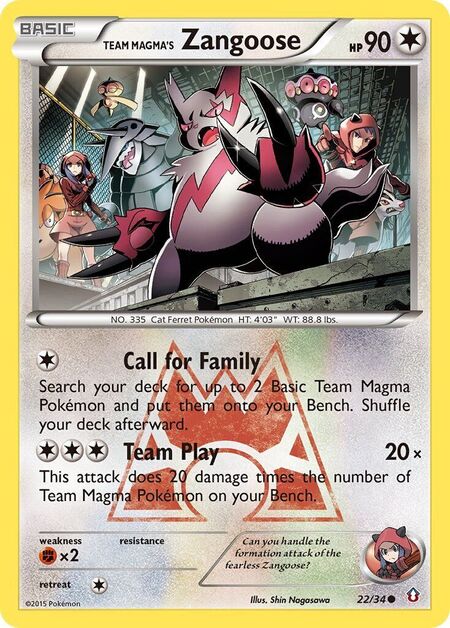 BASIC
TEAM MAGMA'S Zangoose HP 90
NO. 335 Cat Ferret Pokémon HT: 4'03" WT: 88.8 lbs.
Call for Family
Search your deck for up to 2 Basic Team Magma
Pokémon and put them onto your Bench. Shuffle
your deck afterward.
Team Play 20×
This attack does 20 damage times the number of
Team Magma Pokémon on your Bench.
weakness resistance
×2
retreat
Can you handle the
formation attack of the
fearless Zangoose?
©2015 Pokémon
Illus. Shin Nagasawa
22/34